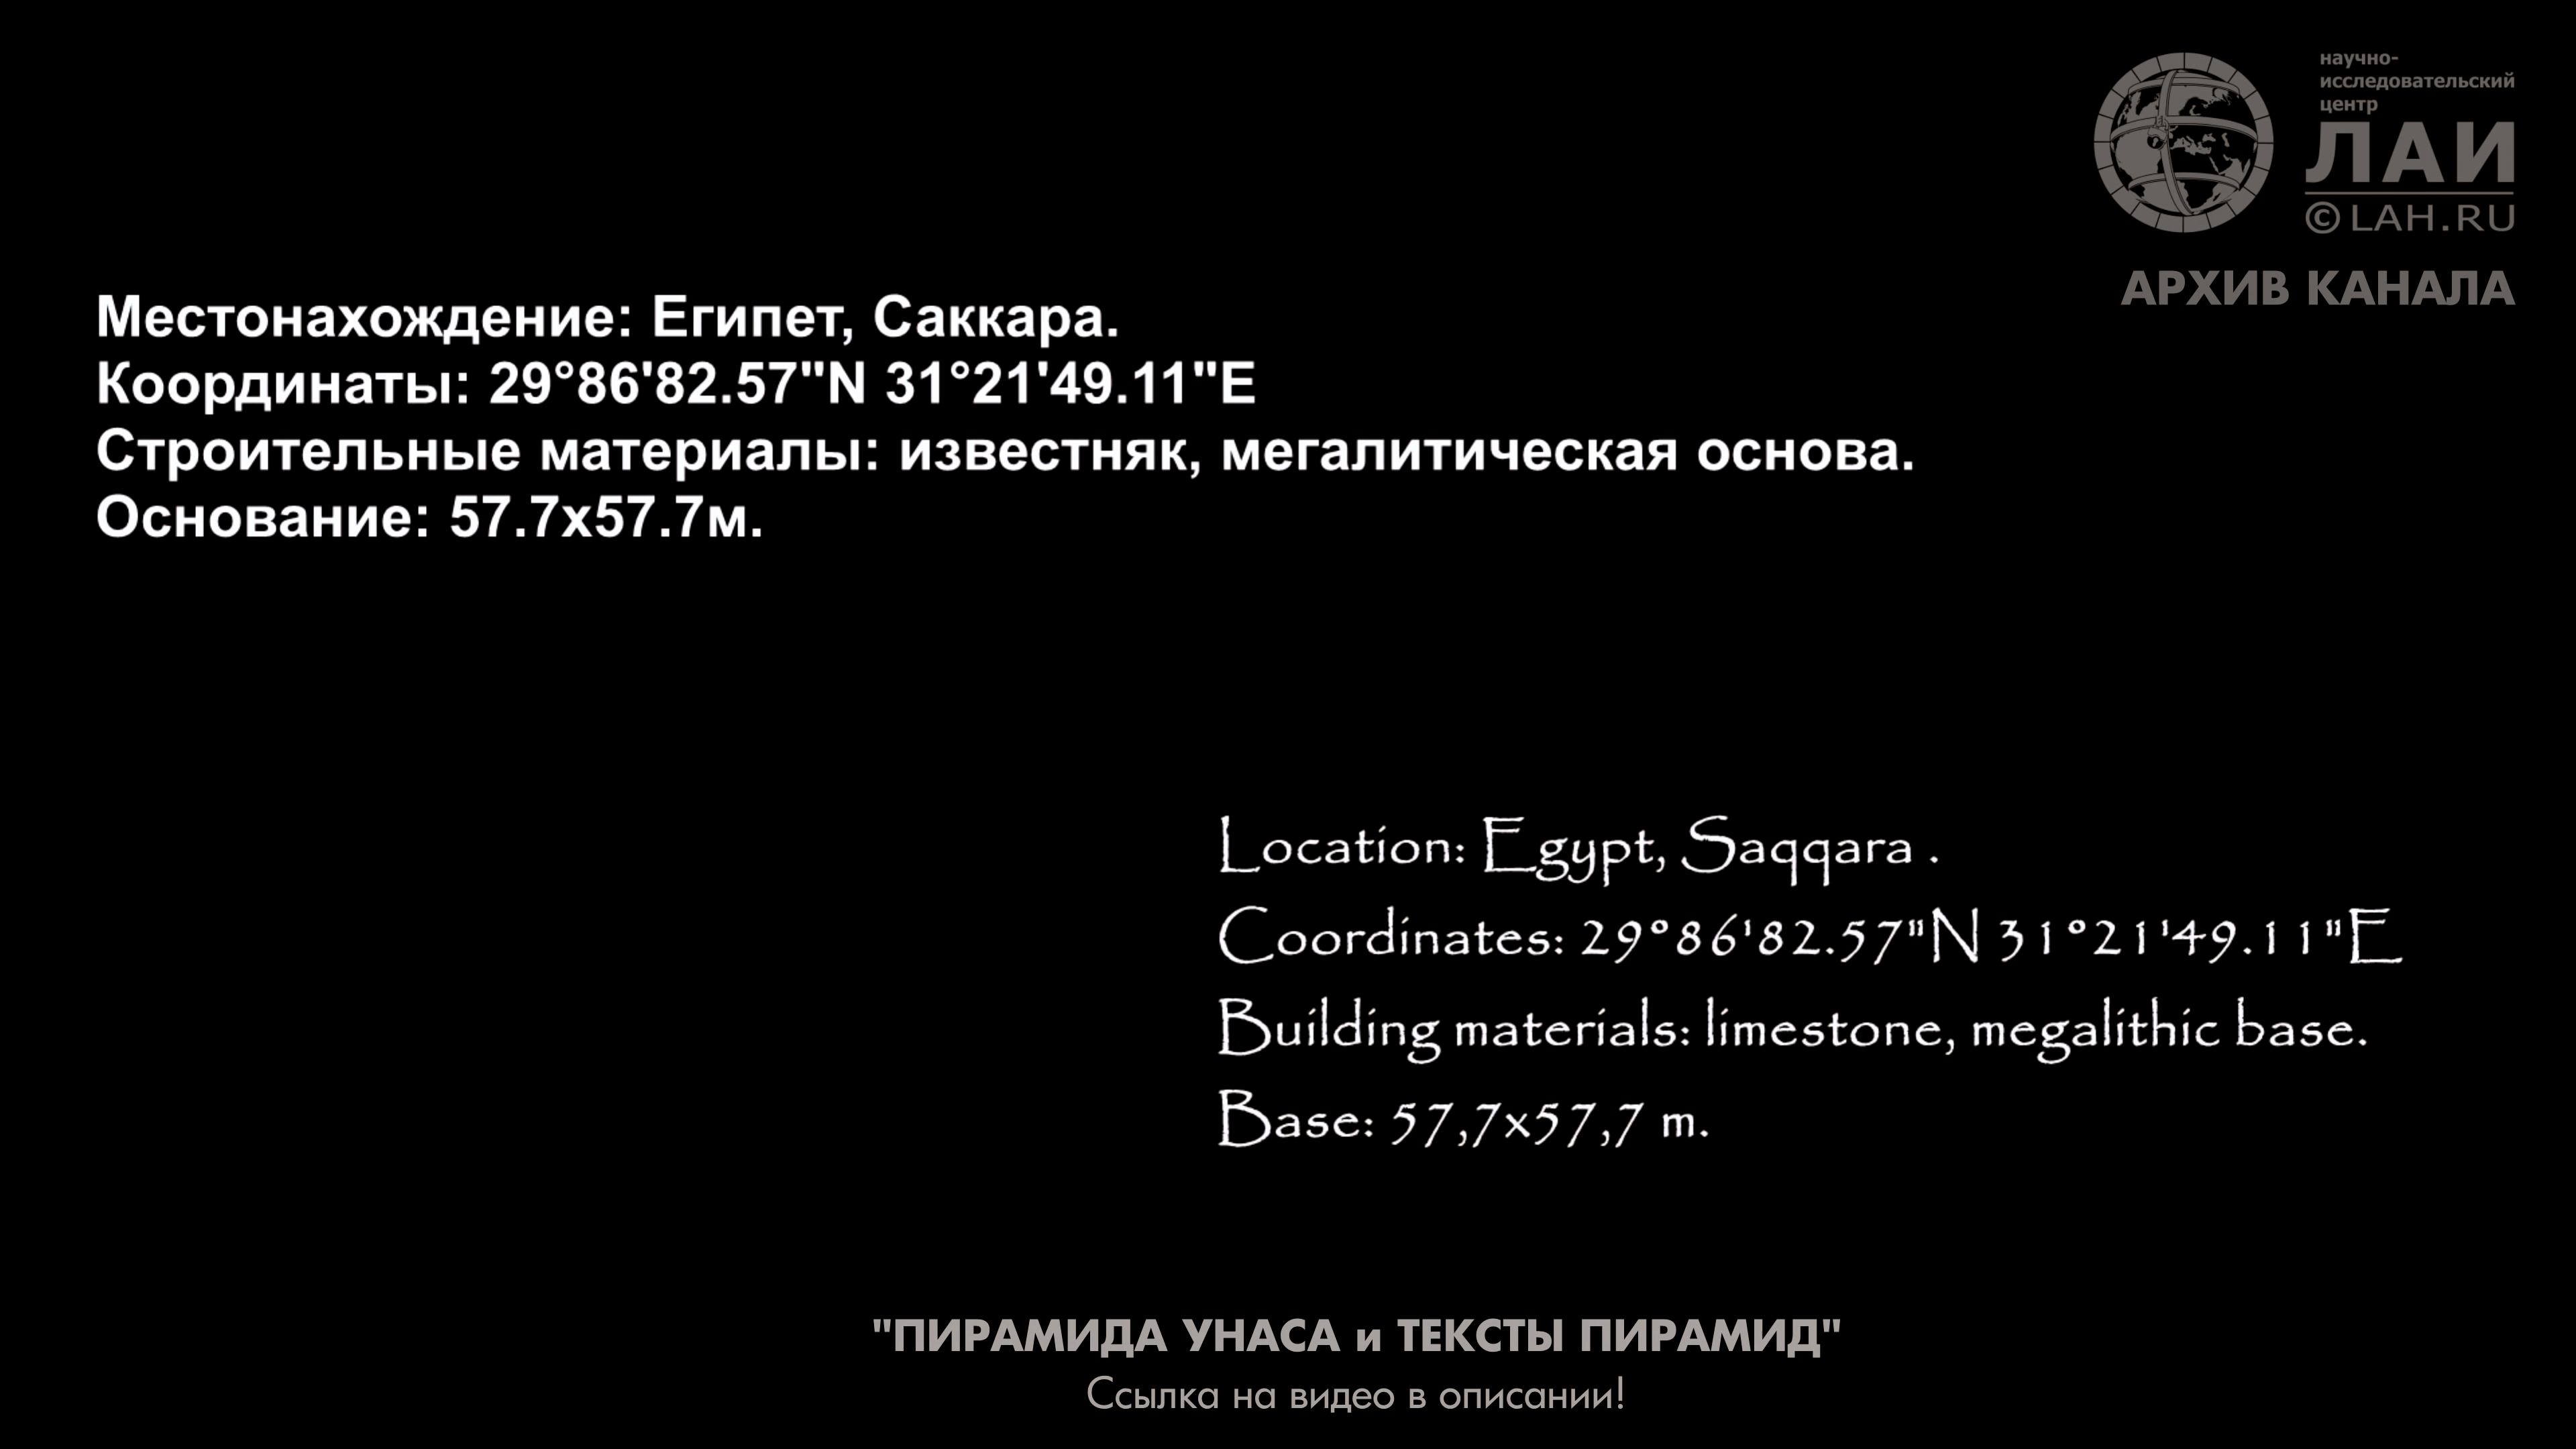 научно-
исследовательский
центр
ЛАИ
©LAH.RU
АРХИВ КАНАЛА
Местонахождение: Египет, Саккара.
Координаты: 29°86'82.57"N 31°21'49.11"E
Строительные материалы: известняк, мегалитическая основа.
Основание: 57.7x57.7м.
Location: Egypt, Saqqara .
Coordinates: 29°86'82.57"N 31°21'49.11"E
Building materials: limestone, megalithic base.
Base: 57,7x57,7 m.
"ПИРАМИДА УНАСА и ТЕКСТЫ ПИРАМИД"
Ссылка на видео в описании!